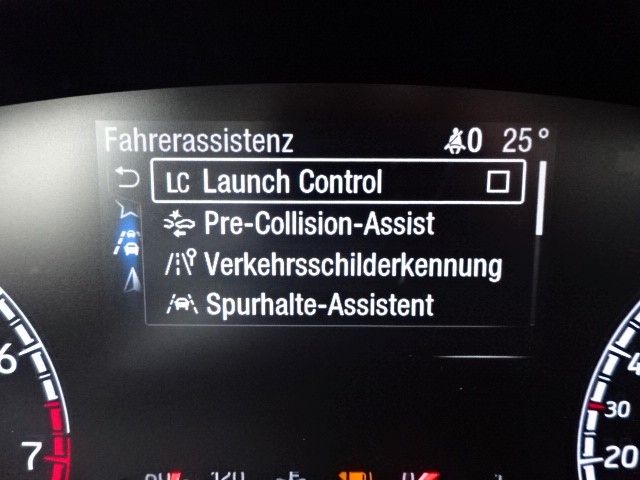 Fahrerassistenz 0 25°
LC Launch Control
Pre-Collision-Assist
Verkehrsschilderkennung
Spurhalte-Assistent
6
7
30
20